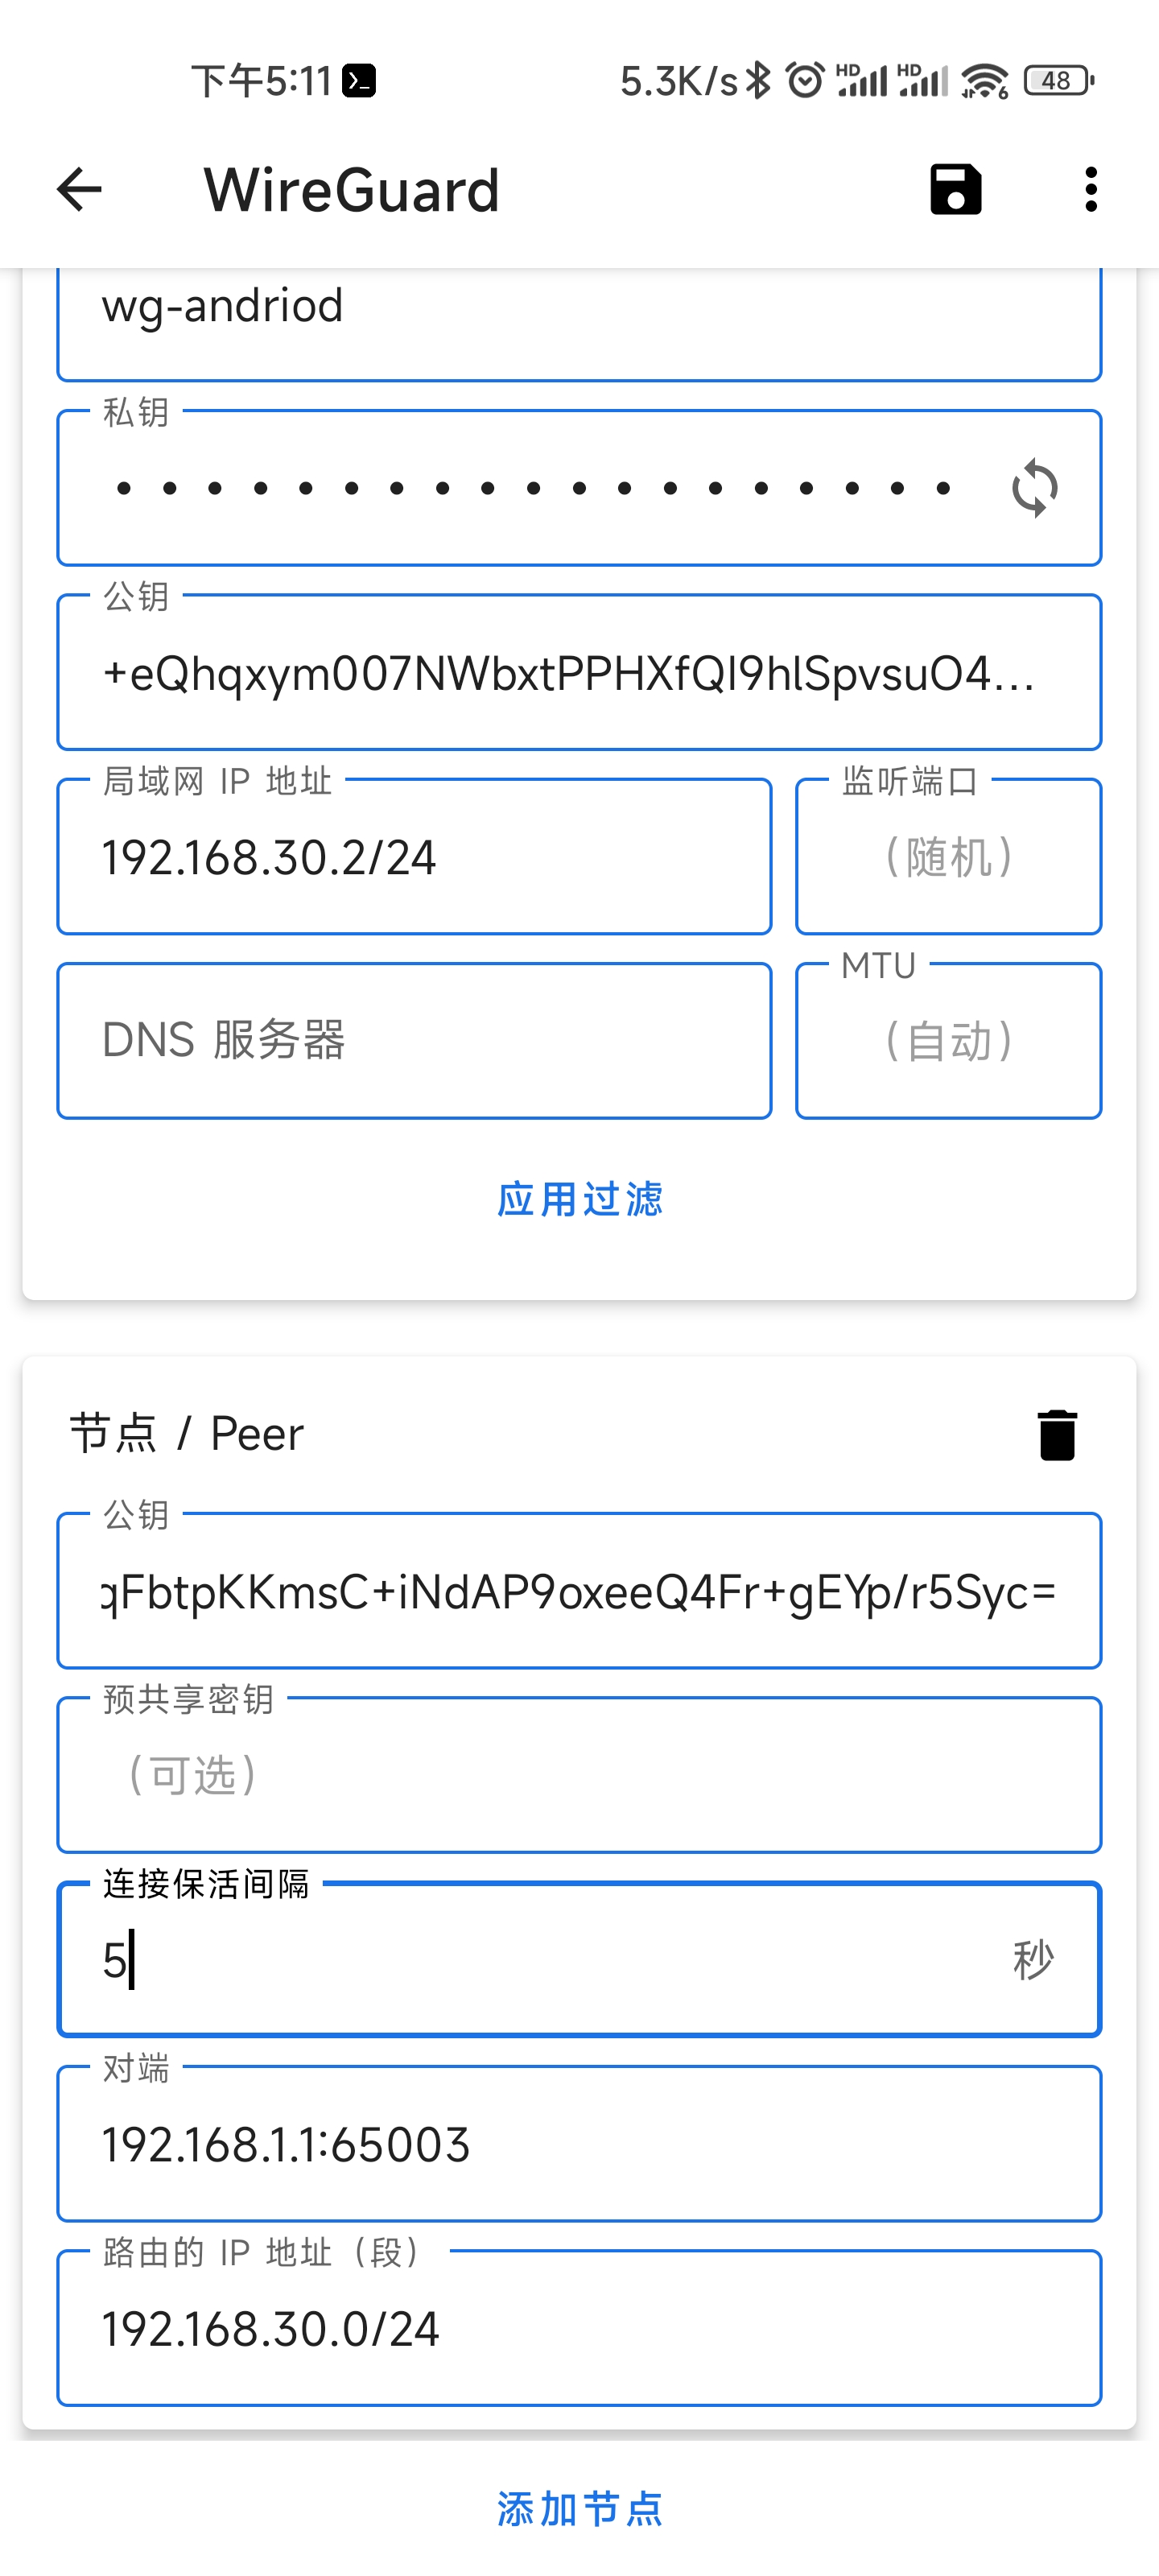 下午5:11
5.3K/s HD HD 6 48
WireGuard
wg-andriod
私钥
公钥
+eQhqxym007NWbxtPPHXfQI9hlSpvsuO4...
局域网 IP 地址
监听端口
192.168.30.2/24
(随机)
MTU
DNS 服务器
(自动)
应用过滤
节点 / Peer
公钥
qFbtpKKmsC+iNdAP9oxeeQ4Fr+gEYp/r5Syc=
预共享密钥
(可选)
连接保活间隔
5
秒
对端
192.168.1.1:65003
路由的 IP 地址（段）
192.168.30.0/24
添加节点